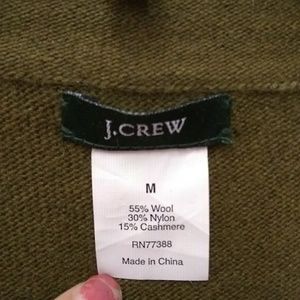 J.CREW
M
55% Wool
30% Nylon
15% Cashmere
RN77388
Made in China